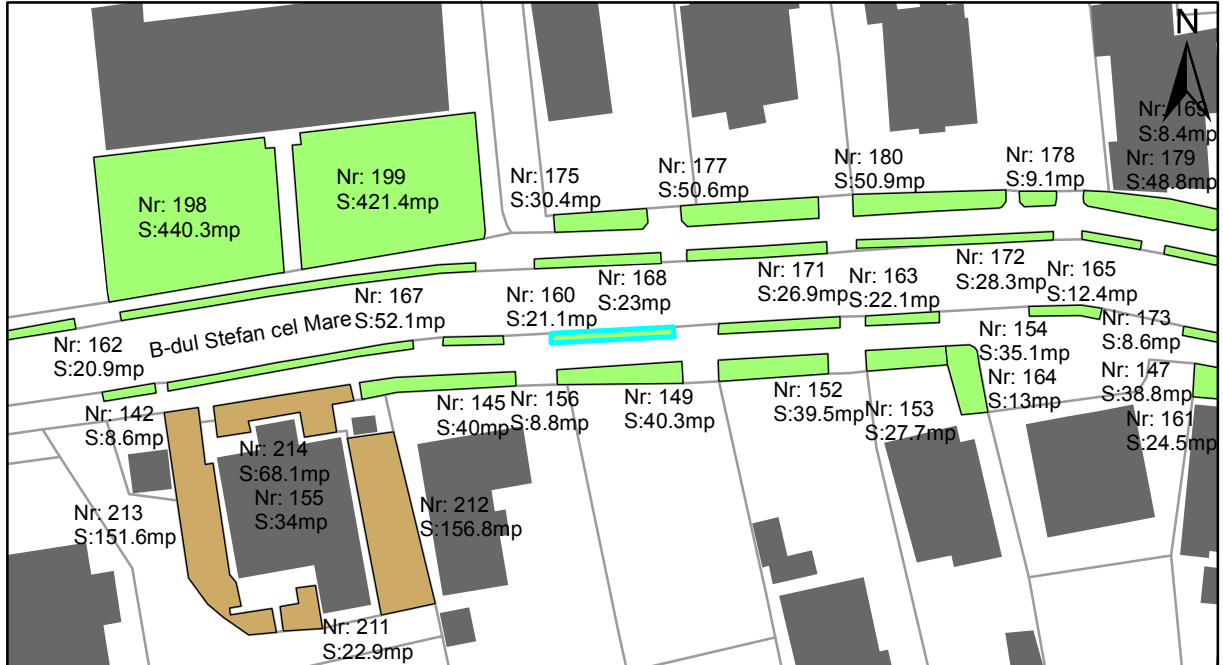 N
Nr: 169
S:8.4mp
Nr: 179
S:48.8mp
Nr: 178
S:9.1mp
Nr: 180
S:50.9mp
Nr: 177
S:50.6mp
Nr: 175
S:30.4mp
Nr: 199
S:421.4mp
Nr: 198
S:440.3mp
Nr: 168
S:23mp
Nr: 160
S:21.1mp
Nr: 167
S:52.1mp
Nr: 171
S:26.9mp
Nr: 163
S:22.1mp
Nr: 172
S:28.3mp
Nr: 165
S:12.4mp
B-dul Stefan cel Mare
Nr: 162
S:20.9mp
Nr: 154
S:35.1mp
Nr: 164
S:13mp
Nr: 173
S:8.6mp
Nr: 147
S:38.8mp
Nr: 161
S:24.5mp
Nr: 142
S:8.6mp
Nr: 145
S:40mp
Nr: 156
S:8.8mp
Nr: 149
S:40.3mp
Nr: 152
S:39.5mp
Nr: 153
S:27.7mp
Nr: 214
S:68.1mp
Nr: 155
S:34mp
Nr: 213
S:151.6mp
Nr: 212
S:156.8mp
Nr: 211
S:22.9mp